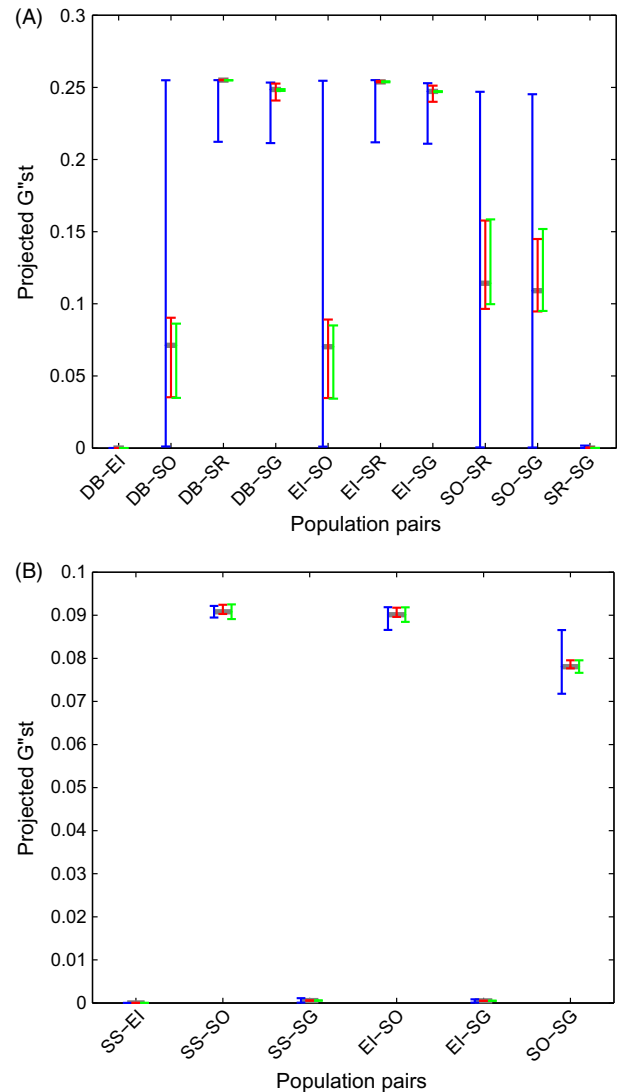 (A)
0.3
0.25
0.2
0.15
0.1
0.05
0
Projected G"st
DB–EI
DB–SO
DB–SR
DB–SG
EI–SO
EI–SR
EI–SG
SO–SR
SO–SG
SR–SG
Population pairs
(B)
0.1
0.09
0.08
0.07
0.06
0.05
0.04
0.03
0.02
0.01
0
Projected G"st
SS–EI
SS–SO
SS–SG
EI–SO
EI–SG
SO–SG
Population pairs